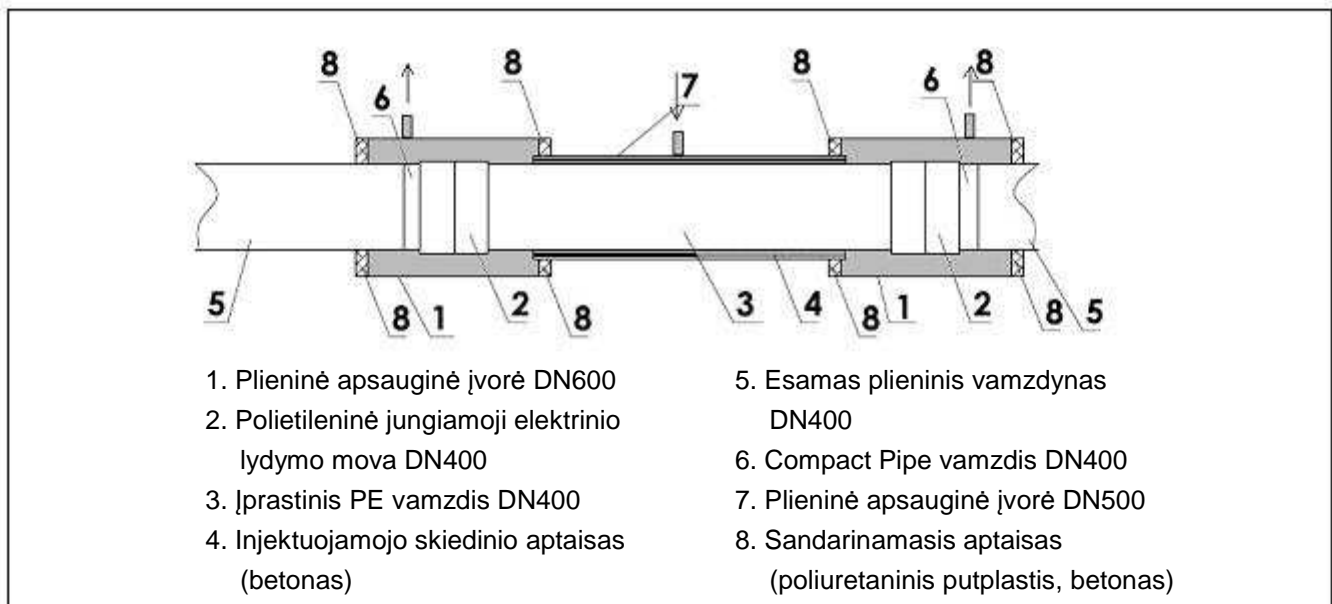 8 8 7 8 6 8
6
5 8 1 2 8 3 4 8 1 2 8 5
1. Plieninė apsauginė įvorė DN600
2. Polietileninė jungiamoji elektrinio
lydymo mova DN400
3. Įprastinis PE vamzdis DN400
4. Injektuojamojo skiedinio aptaisas
(betonas)
5. Esamas plieninis vamzdynas
DN400
6. Compact Pipe vamzdis DN400
7. Plieninė apsauginė įvorė DN500
8. Sandarinamasis aptaisas
(poliuretaninis putplastis, betonas)